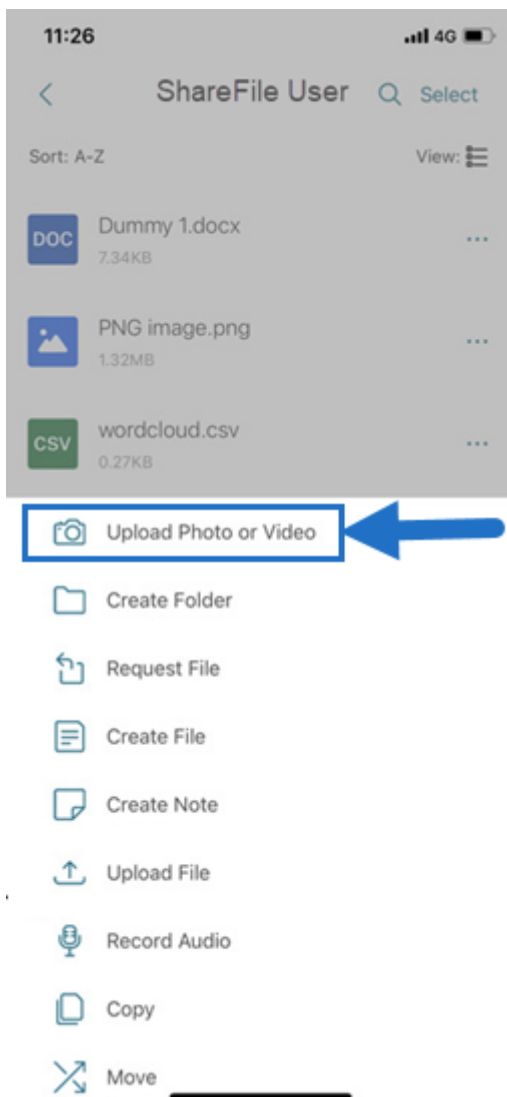 11:26 4G
ShareFile User Select
Sort: A-Z View:
DOC Dummy 1.docx
7.34KB
PNG image.png
1.32MB
CSV wordcloud.csv
0.27KB
Upload Photo or Video
Create Folder
Request File
Create File
Create Note
Upload File
Record Audio
Copy
Move